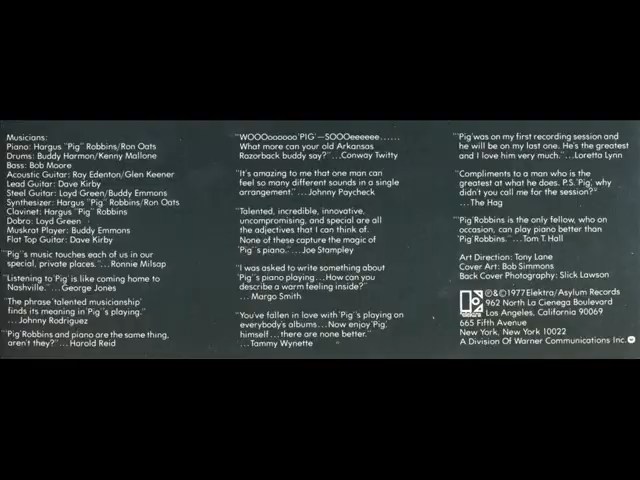 Musicians:
Piano: Hargus "Pig" Robbins/Ron Oats
Drums: Buddy Harmon/Kenny Mallone
Bass: Bob Moore
Acoustic Guitar: Ray Edenton/Glen Keener
Lead Guitar: Dave Kirby
Steel Guitar: Loyd Green/Buddy Emmons
Synthesizer: Hargus "Pig" Robbins/Ron Oats
Clavinet: Hargus "Pig" Robbins
Dobro: Loyd Green
Muskrat Player: Buddy Emmons
Flat Top Guitar: Dave Kirby
"'Pig''s music touches each of us in our
special, private places."...Ronnie Milsap
"Listening to 'Pig' is like coming home to
Nashville."...George Jones
"The phrase 'talented musicianship'
finds its meaning in 'Pig''s playing."
...Johnny Rodriguez
"'Pig' Robbins and piano are the same thing,
aren't they?"...Harold Reid
"WOOOooooooo 'PIG'—SOOOeeeeee......
What more can your old Arkansas
Razorback buddy say?"...Conway Twitty
"It's amazing to me that one man can
feel so many different sounds in a single
arrangement."...Johnny Paycheck
"Talented, incredible, innovative,
uncompromising, and special are all
the adjectives that I can think of.
None of these capture the magic of
'Pig''s piano."...Joe Stampley
"I was asked to write something about
'Pig''s piano playing...How can you
describe a warm feeling inside?"
...Margo Smith
"You've fallen in love with 'Pig''s playing on
everybody's albums...Now enjoy 'Pig',
himself...there are none better."
...Tammy Wynette
"'Pig' was on my first recording session and
he will be on my last one. He's the greatest
and I love him very much."...Loretta Lynn
"Compliments to a man who is the
greatest at what he does. P.S. 'Pig', why
didn't you call me for the session?"
...The Hag
"'Pig' Robbins is the only fellow, who on
occasion, can play piano better than
'Pig' Robbins."...Tom T. Hall
Art Direction: Tony Lane
Cover Art: Bob Simmons
Back Cover Photography: Slick Lawson
℗&© 1977 Elektra/Asylum Records
962 North La Cienega Boulevard
Los Angeles, California 90069
665 Fifth Avenue
New York, New York 10022
A Division Of Warner Communications Inc.